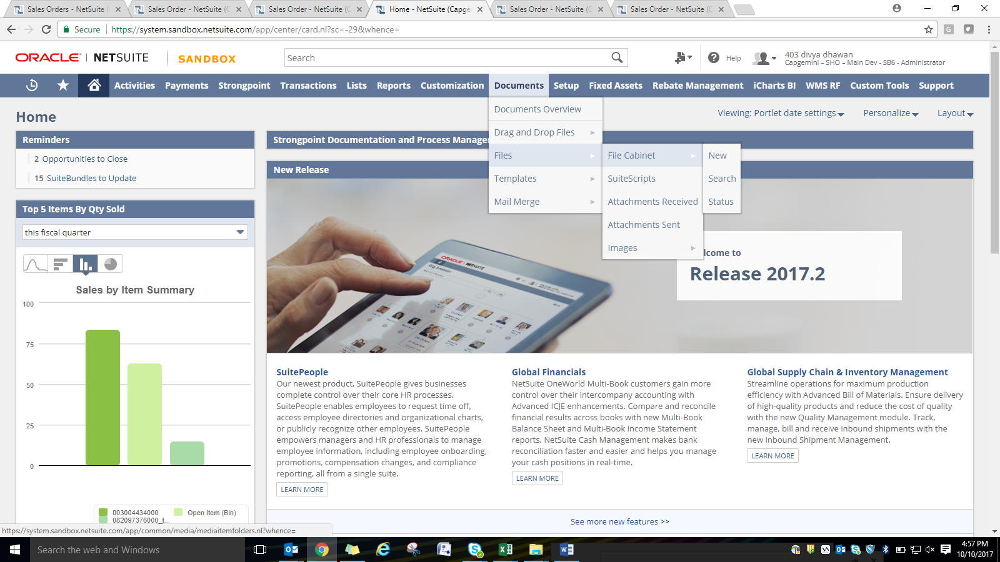 Sales Orders - NetSuite (
Sales Order - NetSuite (C
Sales Order - NetSuite (C
Home - NetSuite (Capge
Sales Order - NetSuite (C
Sales Order - NetSuite (C
Secure
https://system.sandbox.netsuite.com/app/center/card.nl?sc=-29&whence=
G
ORACLE | NETSUITE
SANDBOX
Search
Help
403 divya dhawan
Capgemini – SHO – Main Dev - SB6 - Administrator
Activities Payments Strongpoint Transactions Lists Reports Customization Documents Setup Fixed Assets Rebate Management iCharts BI WMS RF Custom Tools Support
Home
Viewing: Portlet date settings
Personalize
Layout
Documents Overview
Drag and Drop Files
Files
Templates
Mail Merge
File Cabinet
SuiteScripts
Attachments Received
Attachments Sent
Images
New
Search
Status
Reminders
2 Opportunities to Close
15 SuiteBundles to Update
Top 5 Items By Qty Sold
this fiscal quarter
Sales by Item Summary
100
75
50
25
0
003004434000
Open Item (Bin)
082097376000_t...
Strongpoint Documentation and Process Manager
New Release
ORACLE NETSUITE
Org Browser
lcome to
Release 2017.2
SuitePeople
Our newest product, SuitePeople gives businesses
complete control over their core HR processes.
SuitePeople enables employees to request time off,
access employee directories and organizational charts,
or publicly recognize other employees. SuitePeople
empowers managers and HR professionals to manage
employee information, including employee onboarding,
promotions, compensation changes, and compliance
reporting, all from a single suite.
LEARN MORE
Global Financials
NetSuite OneWorld Multi-Book customers gain more
control over their intercompany accounting with
Advanced ICJE enhancements. Compare and reconcile
financial results across books with new Multi-Book
Balance Sheet and Multi-Book Income Statement
reports. NetSuite Cash Management makes bank
reconciliation faster and easier and helps you manage
your cash positions in real-time.
LEARN MORE
Global Supply Chain & Inventory Management
Streamline operations for maximum production
efficiency with Advanced Bill of Materials. Ensure delivery
of high-quality products and reduce the cost of quality
with the new Quality Management module. Track,
manage, bill and receive inbound shipments with the
new Inbound Shipment Management.
LEARN MORE
See more new features >>
https://system.sandbox.netsuite.com/app/common/media/mediaitemfolders.nl?whence=
Search the web and Windows
4:57 PM
10/10/2017